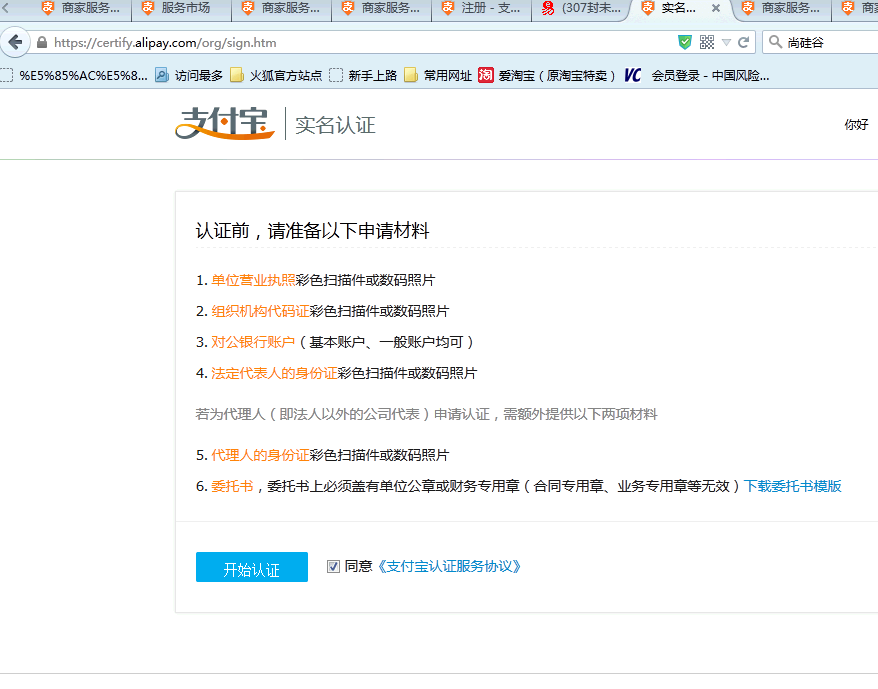 商家服务... 服务市场 商家服务... 商家服务... 注册 - 支... (307封未... 实名... × 商家服务... 商
https://certify.alipay.com/org/sign.htm 尚硅谷
%E5%85%AC%E5%8... 访问最多 火狐官方站点 新手上路 常用网址 淘 爱淘宝（原淘宝特卖） VC 会员登录 - 中国风险...
支付宝 实名认证 你好
认证前，请准备以下申请材料
1. 单位营业执照彩色扫描件或数码照片
2. 组织机构代码证彩色扫描件或数码照片
3. 对公银行账户（基本账户、一般账户均可）
4. 法定代表人的身份证彩色扫描件或数码照片
若为代理人（即法人以外的公司代表）申请认证，需额外提供以下两项材料
5. 代理人的身份证彩色扫描件或数码照片
6. 委托书，委托书上必须盖有单位公章或财务专用章（合同专用章、业务专用章等无效）下载委托书模版
开始认证 同意《支付宝认证服务协议》